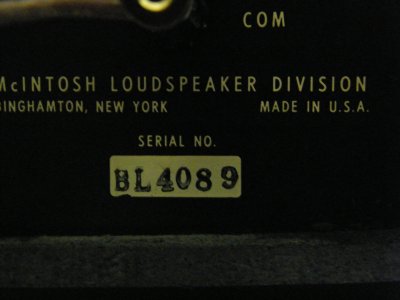 COM
McINTOSH LOUDSPEAKER DIVISION
BINGHAMTON, NEW YORK MADE IN U.S.A.
SERIAL NO.
BL4089